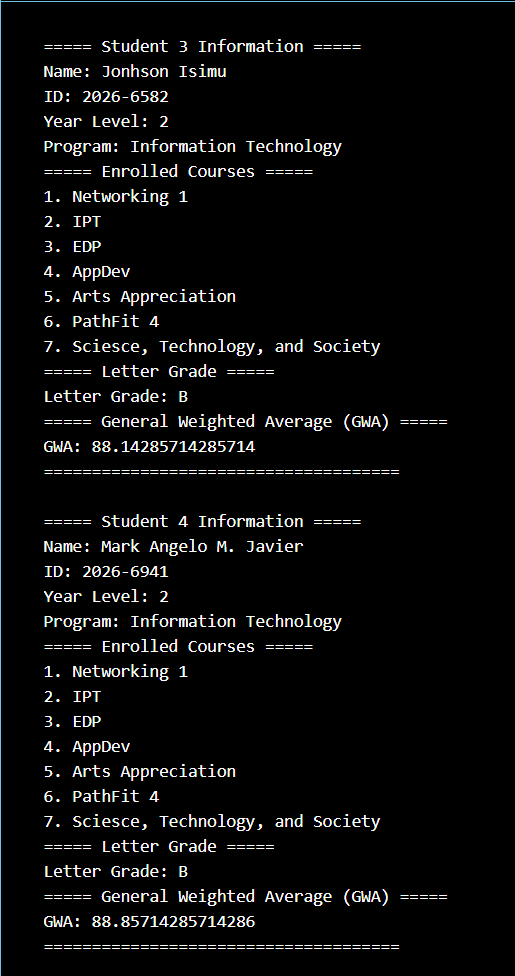 ===== Student 3 Information =====
Name: Jonhson Isimu
ID: 2026-6582
Year Level: 2
Program: Information Technology
===== Enrolled Courses =====
1. Networking 1
2. IPT
3. EDP
4. AppDev
5. Arts Appreciation
6. PathFit 4
7. Sciesce, Technology, and Society
===== Letter Grade =====
Letter Grade: B
===== General Weighted Average (GWA) =====
GWA: 88.14285714285714
=====================================
===== Student 4 Information =====
Name: Mark Angelo M. Javier
ID: 2026-6941
Year Level: 2
Program: Information Technology
===== Enrolled Courses =====
1. Networking 1
2. IPT
3. EDP
4. AppDev
5. Arts Appreciation
6. PathFit 4
7. Sciesce, Technology, and Society
===== Letter Grade =====
Letter Grade: B
===== General Weighted Average (GWA) =====
GWA: 88.85714285714286
=====================================